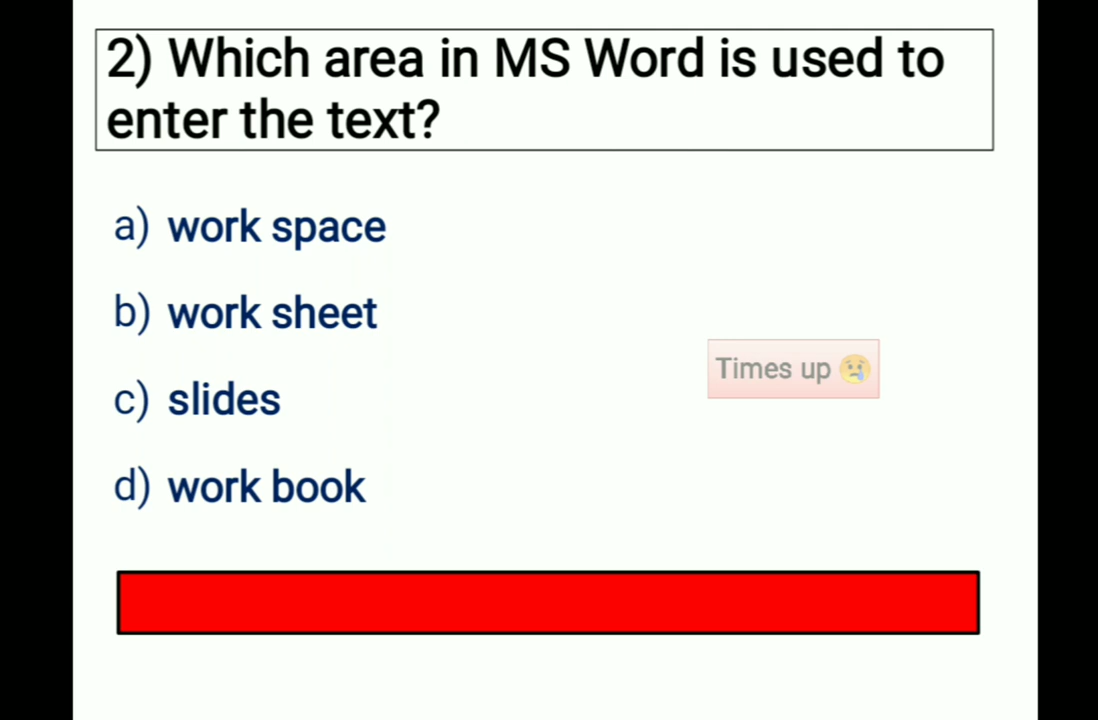 2) Which area in MS Word is used to
enter the text?
a) work space
b) work sheet
Times up 😢
c) slides
d) work book